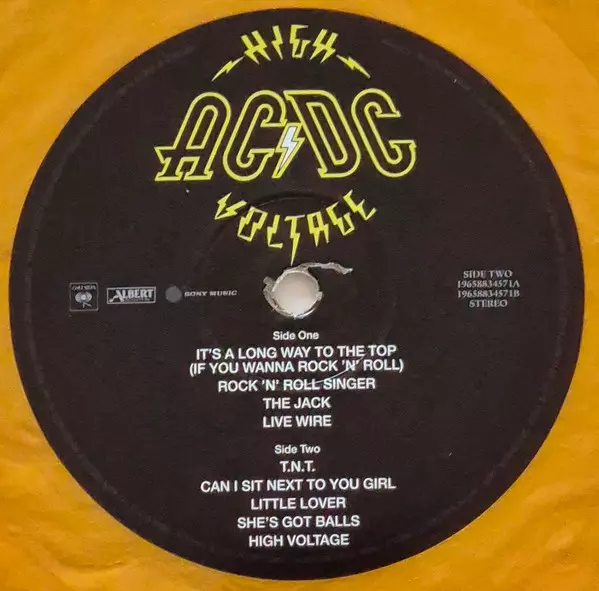 HIGH
AC/DC
VOLTAGE
COLUMBIA
ALBERT
SONY MUSIC
SIDE TWO
19658834571A
19658834571B
STEREO
Side One
IT'S A LONG WAY TO THE TOP
(IF YOU WANNA ROCK 'N' ROLL)
ROCK 'N' ROLL SINGER
THE JACK
LIVE WIRE
Side Two
T.N.T.
CAN I SIT NEXT TO YOU GIRL
LITTLE LOVER
SHE'S GOT BALLS
HIGH VOLTAGE